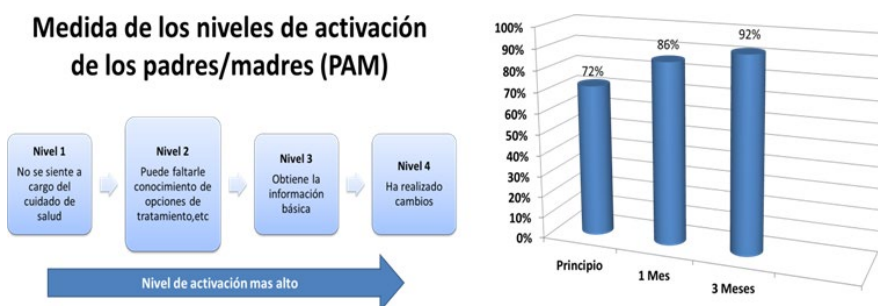 Medida de los niveles de activación
de los padres/madres (PAM)
Nivel 1
No se siente a
cargo del
cuidado de
salud
Nivel 2
Puede faltarle
conocimiento de
opciones de
tratamiento,etc
Nivel 3
Obtiene la
información
básica
Nivel 4
Ha realizado
cambios
Nivel de activación mas alto
100%
90%
80%
70%
60%
50%
40%
30%
20%
10%
0%
72%
86%
92%
Principio
1 Mes
3 Meses